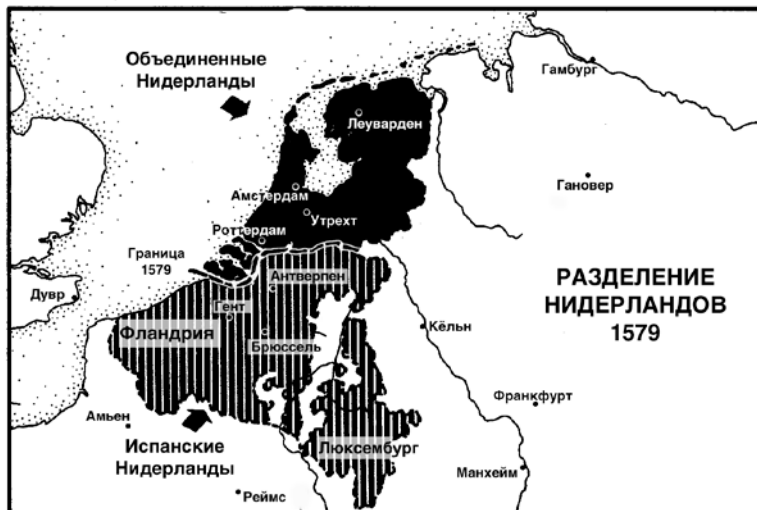 Объединенные
Нидерланды
Гамбург
Леуварден
Гановер
Амстердам
Утрехт
Роттердам
Граница
1579
Антверпен
РАЗДЕЛЕНИЕ
НИДЕРЛАНДОВ
1579
Дувр
Гент
Фландрия
Кёльн
Брюссель
Франкфурт
Амьен
Испанские
Нидерланды
Люксембург
Манхейм
Реймс